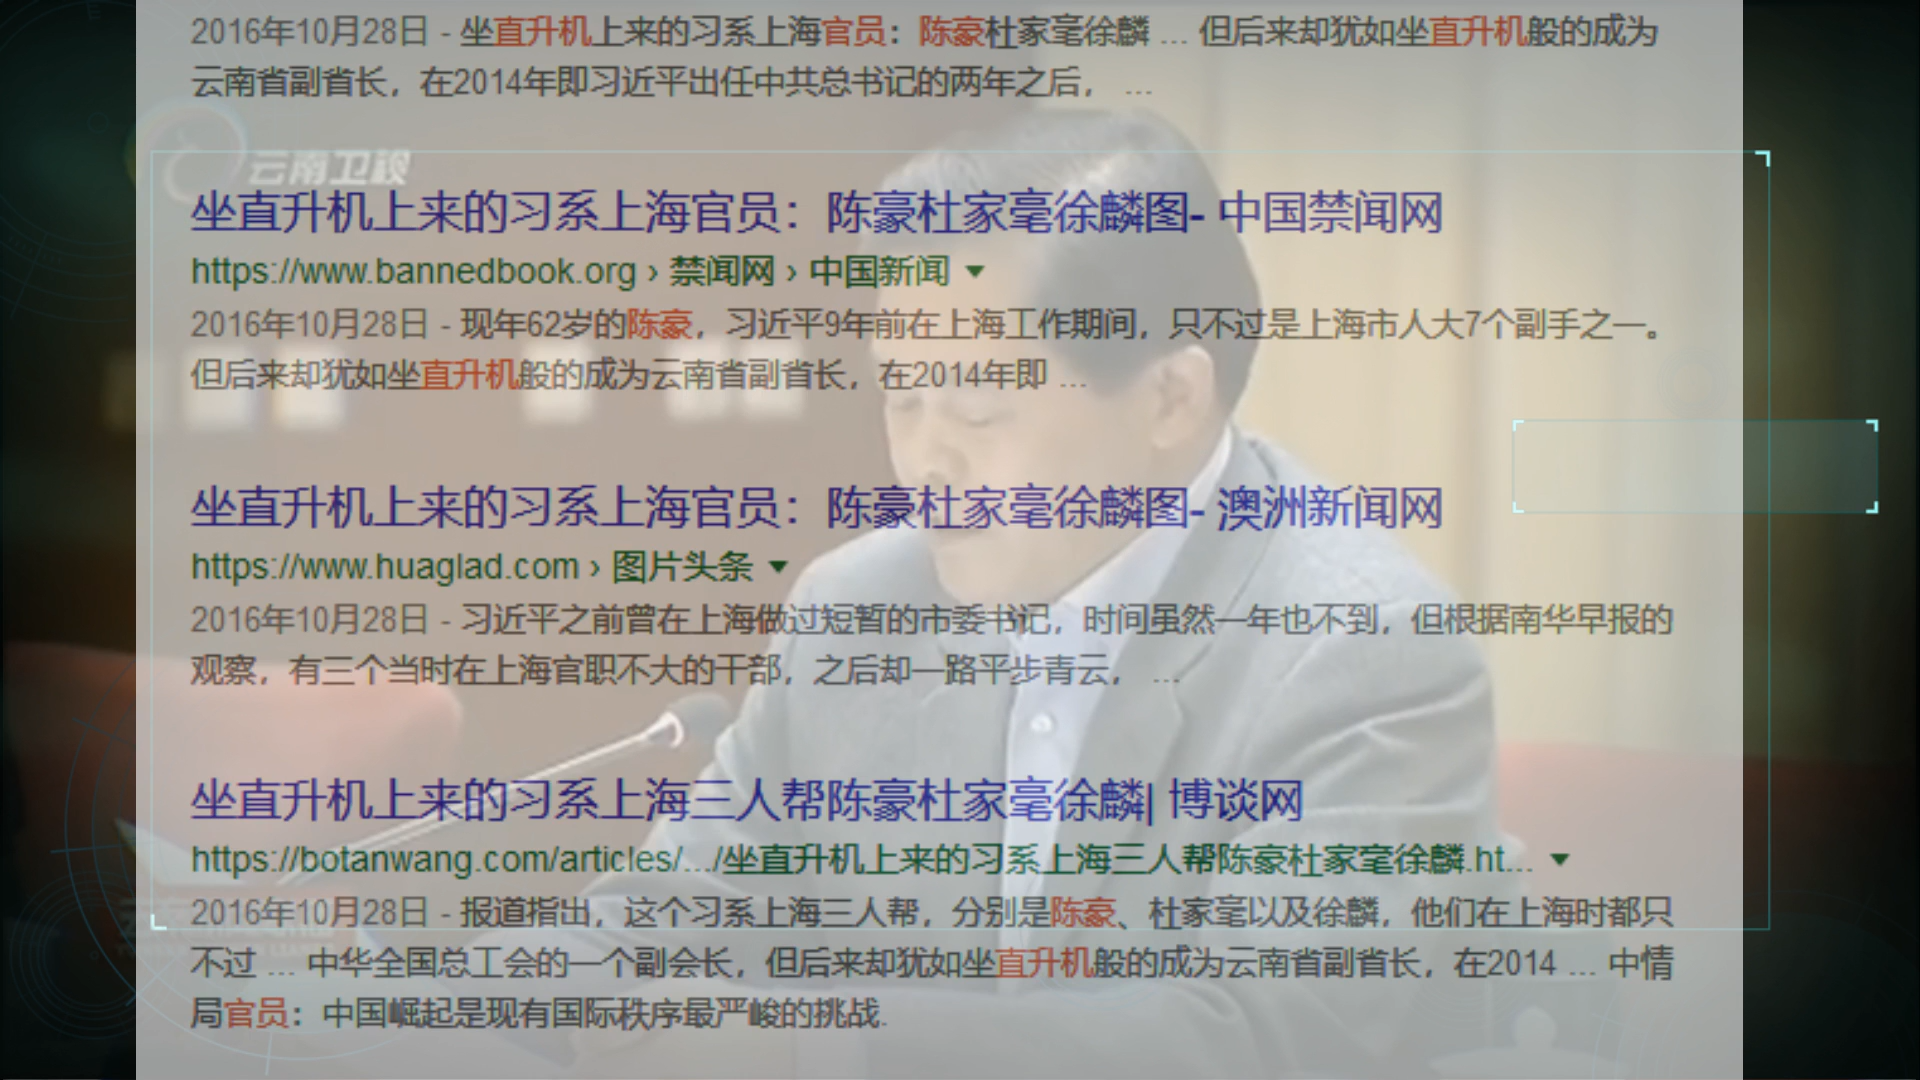 2016年10月28日 - 坐直升机上来的习系上海官员：陈豪杜家毫徐麟 ... 但后来却犹如坐直升机般的成为
云南省副省长，在2014年即习近平出任中共总书记的两年之后， ...
云南卫视
坐直升机上来的习系上海官员：陈豪杜家毫徐麟图- 中国禁闻网
https://www.bannedbook.org › 禁闻网 › 中国新闻
2016年10月28日 - 现年62岁的陈豪，习近平9年前在上海工作期间，只不过是上海市人大7个副手之一。
但后来却犹如坐直升机般的成为云南省副省长，在2014年即 ...
坐直升机上来的习系上海官员：陈豪杜家毫徐麟图- 澳洲新闻网
https://www.huaglad.com › 图片头条
2016年10月28日 - 习近平之前曾在上海做过短暂的市委书记，时间虽然一年也不到，但根据南华早报的
观察，有三个当时在上海官职不大的干部，之后却一路平步青云， ...
坐直升机上来的习系上海三人帮陈豪杜家毫徐麟| 博谈网
https://botanwang.com/articles/.../坐直升机上来的习系上海三人帮陈豪杜家毫徐麟.ht...
2016年10月28日 - 报道指出，这个习系上海三人帮，分别是陈豪、杜家毫以及徐麟，他们在上海时都只
不过 ... 中华全国总工会的一个副会长，但后来却犹如坐直升机般的成为云南省副省长，在2014 ... 中情
局官员：中国崛起是现有国际秩序最严峻的挑战.